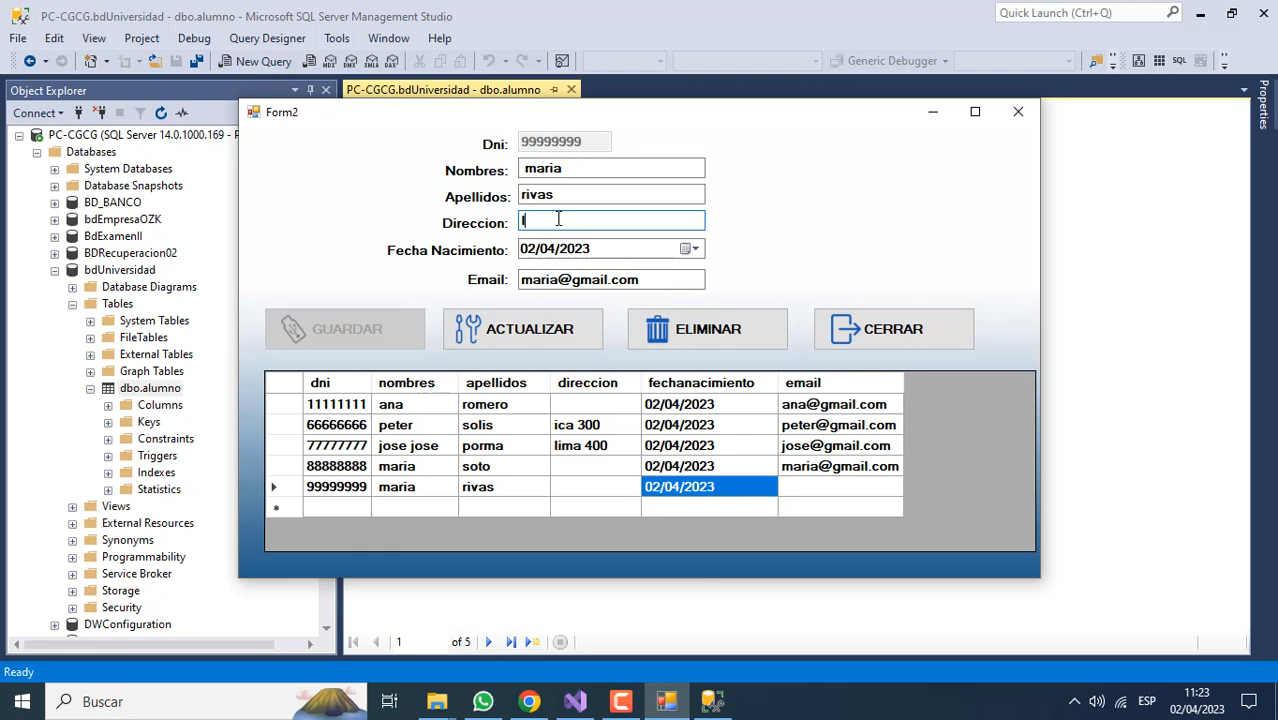 PC-CGCG.bdUniversidad - dbo.alumno - Microsoft SQL Server Management Studio
Quick Launch (Ctrl+Q)
File Edit View Project Debug Query Designer Tools Window Help
New Query
Generic Debugger
SQL
Object Explorer
PC-CGCG.bdUniversidad - dbo.alumno
Properties
Connect
PC-CGCG (SQL Server 14.0.1000.169 - P
Databases
System Databases
Database Snapshots
BD_BANCO
bdEmpresaOZK
BdExamenII
BDRecuperacion02
bdUniversidad
Database Diagrams
Tables
System Tables
FileTables
External Tables
Graph Tables
dbo.alumno
Columns
Keys
Constraints
Triggers
Indexes
Statistics
Views
External Resources
Synonyms
Programmability
Service Broker
Storage
Security
DWConfiguration
Form2
Dni: 99999999
Nombres: maria
Apellidos: rivas
Direccion: l
Fecha Nacimiento: 02/04/2023
Email: maria@gmail.com
GUARDAR ACTUALIZAR ELIMINAR CERRAR
dni nombres apellidos direccion fechanacimiento email
11111111 ana romero 02/04/2023 ana@gmail.com
66666666 peter solis ica 300 02/04/2023 peter@gmail.com
77777777 jose jose porma lima 400 02/04/2023 jose@gmail.com
88888888 maria soto 02/04/2023 maria@gmail.com
99999999 maria rivas 02/04/2023
1 of 5
Ready
Buscar
ESP
11:23
02/04/2023